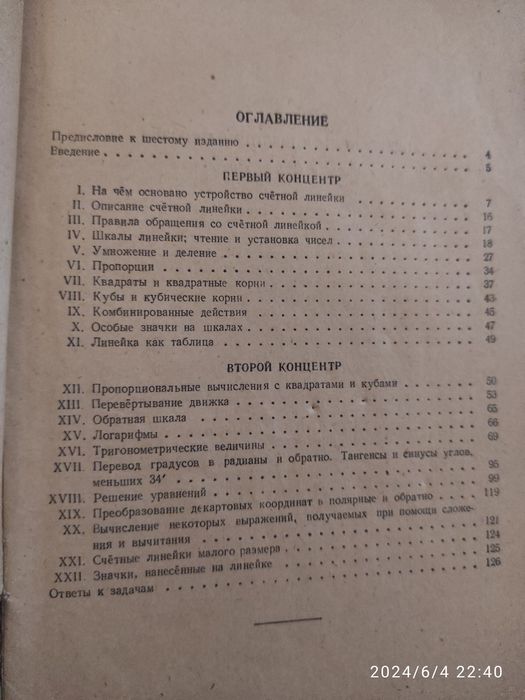 ОГЛАВЛЕНИЕ
Предисловие к шестому изданию . . . . . . . . . . 4
Введение . . . . . . . . . . 5
ПЕРВЫЙ КОНЦЕНТР
I. На чём основано устройство счётной линейки . . . . . . . . . . 7
II. Описание счётной линейки . . . . . . . . . . 16
III. Правила обращения со счётной линейкой . . . . . . . . . . 17
IV. Шкалы линейки; чтение и установка чисел . . . . . . . . . . 18
V. Умножение и деление . . . . . . . . . . 27
VI. Пропорции . . . . . . . . . . 34
VII. Квадраты и квадратные корни . . . . . . . . . . 37
VIII. Кубы и кубические корни . . . . . . . . . . 43
IX. Комбинированные действия . . . . . . . . . . 45
X. Особые значки на шкалах . . . . . . . . . . 47
XI. Линейка как таблица . . . . . . . . . . 49
ВТОРОЙ КОНЦЕНТР
XII. Пропорциональные вычисления с квадратами и кубами . . . . . . . . . . 50
XIII. Перевёртывание движка . . . . . . . . . . 53
XIV. Обратная шкала . . . . . . . . . . 65
XV. Логарифмы . . . . . . . . . . 66
XVI. Тригонометрические величины . . . . . . . . . . 69
XVII. Перевод градусов в радианы и обратно. Тангенсы и синусы углов,
меньших 34′ . . . . . . . . . . 95
XVIII. Решение уравнений . . . . . . . . . . 99
XIX. Преобразование декартовых координат в полярные и обратно . . . . . . . . . . 119
XX. Вычисление некоторых выражений, получаемых при помощи сложе-
ния и вычитания . . . . . . . . . . 121
XXI. Счётные линейки малого размера . . . . . . . . . . 124
XXII. Значки, нанесённые на линейке . . . . . . . . . . 125
Ответы к задачам . . . . . . . . . . 126
2024/6/4 22:40